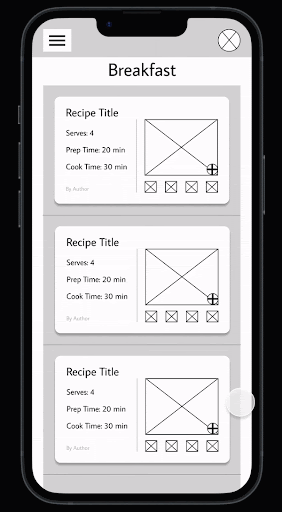 Breakfast
Recipe Title
Serves: 4
Prep Time: 20 min
Cook Time: 30 min
By Author
Recipe Title
Serves: 4
Prep Time: 20 min
Cook Time: 30 min
By Author
Recipe Title
Serves: 4
Prep Time: 20 min
Cook Time: 30 min
By Author